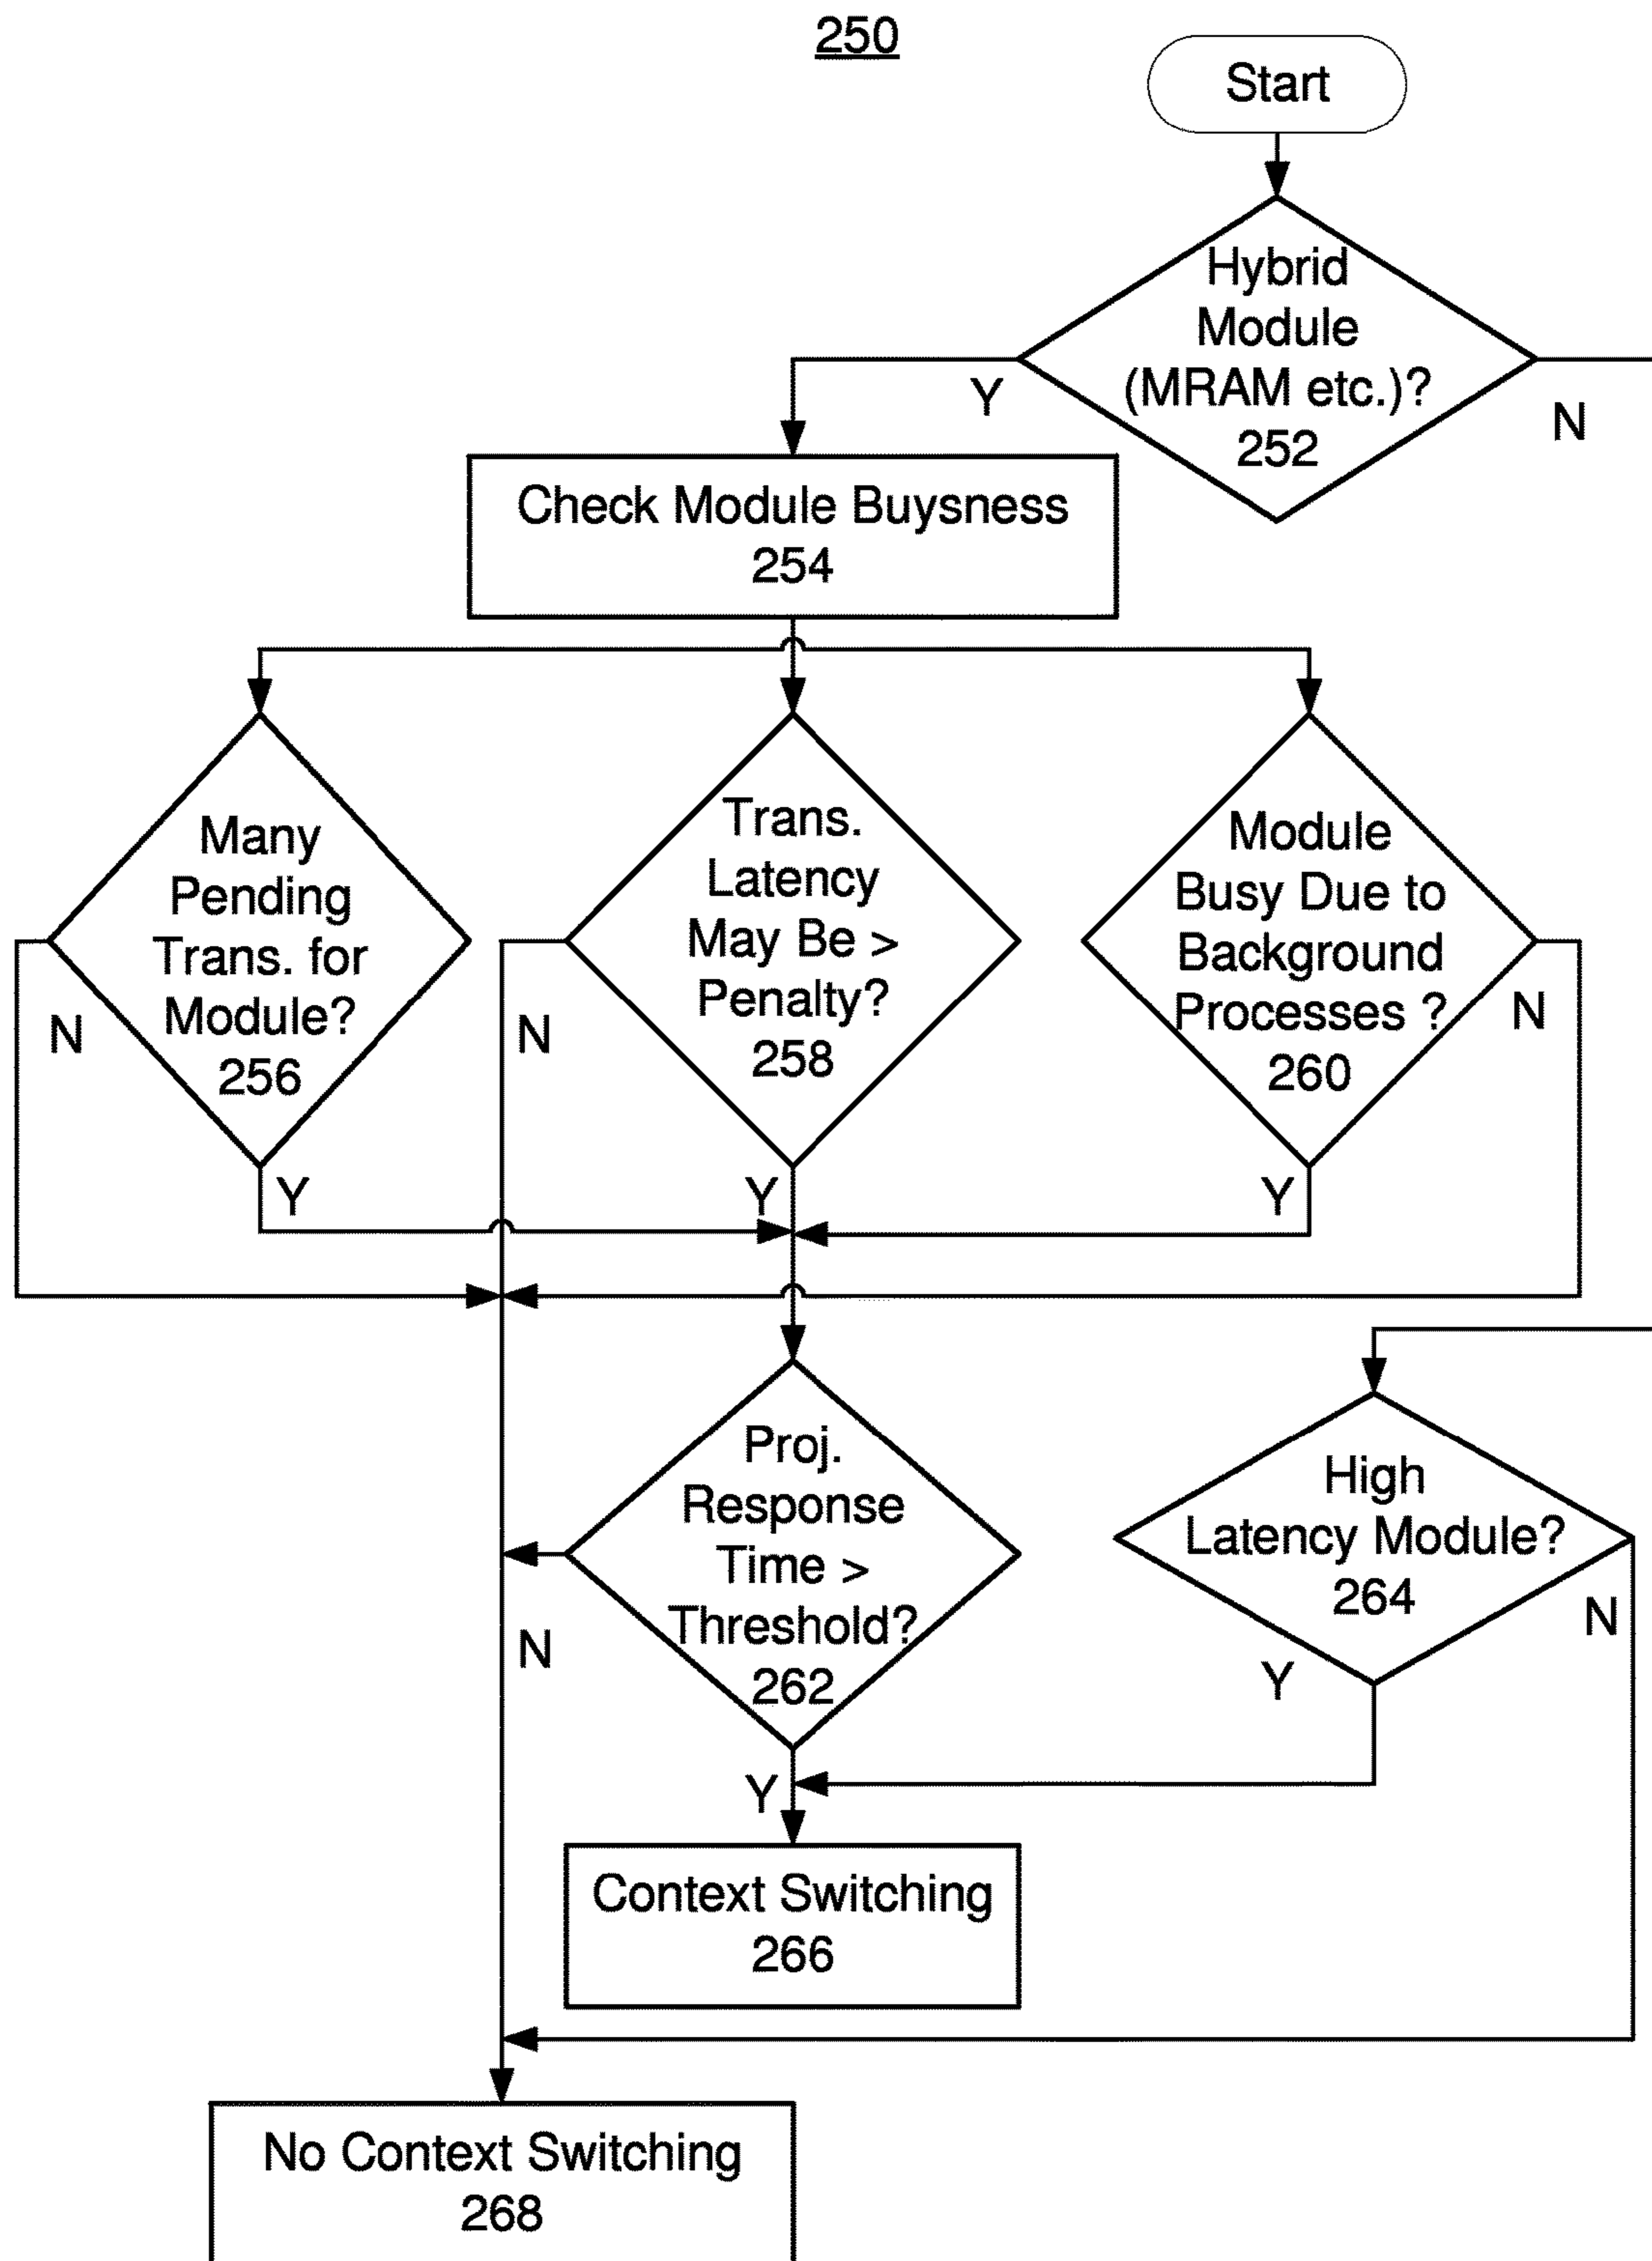 250
Start
Hybrid
Module
(MRAM etc.)?
252
Y
N
Check Module Buysness
254
Many
Pending
Trans. for
Module?
256
N
Y
Trans.
Latency
May Be >
Penalty?
258
N
Y
Module
Busy Due to
Background
Processes ?
260
N
Y
Proj.
Response
Time >
Threshold?
262
N
Y
High
Latency Module?
264
N
Y
Context Switching
266
No Context Switching
268